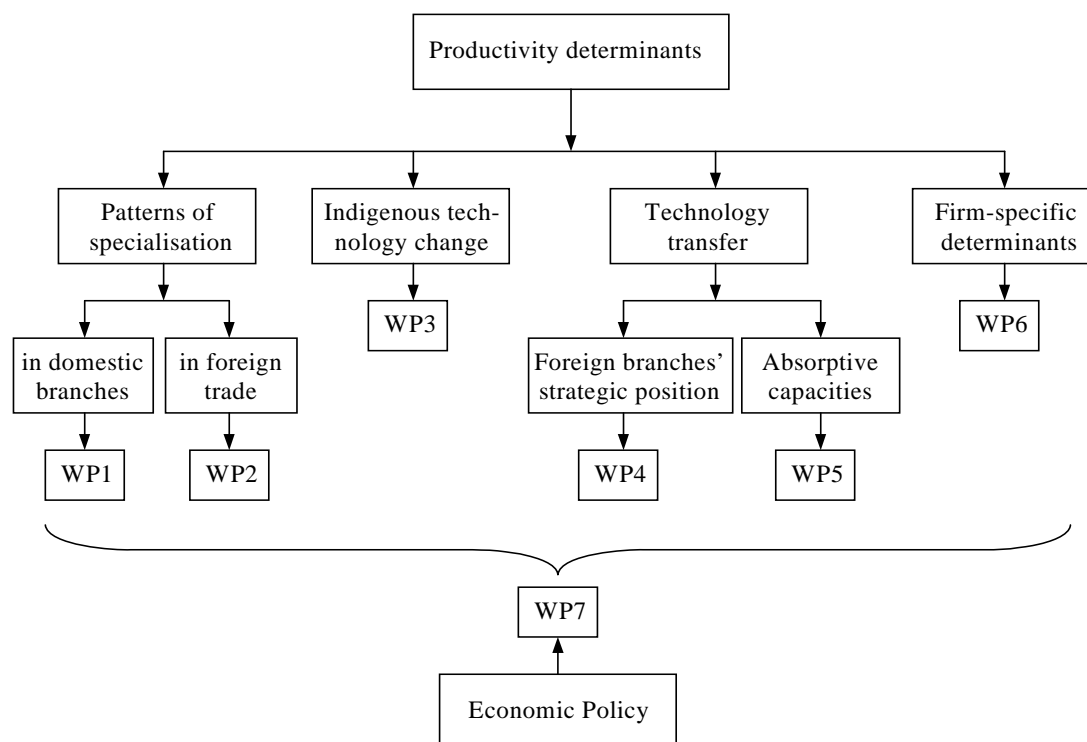 Productivity determinants
Patterns of
specialisation
Indigenous tech-
nology change
Technology
transfer
Firm-specific
determinants
WP3
WP6
in domestic
branches
in foreign
trade
Foreign branches’
strategic position
Absorptive
capacities
WP1
WP2
WP4
WP5
WP7
Economic Policy